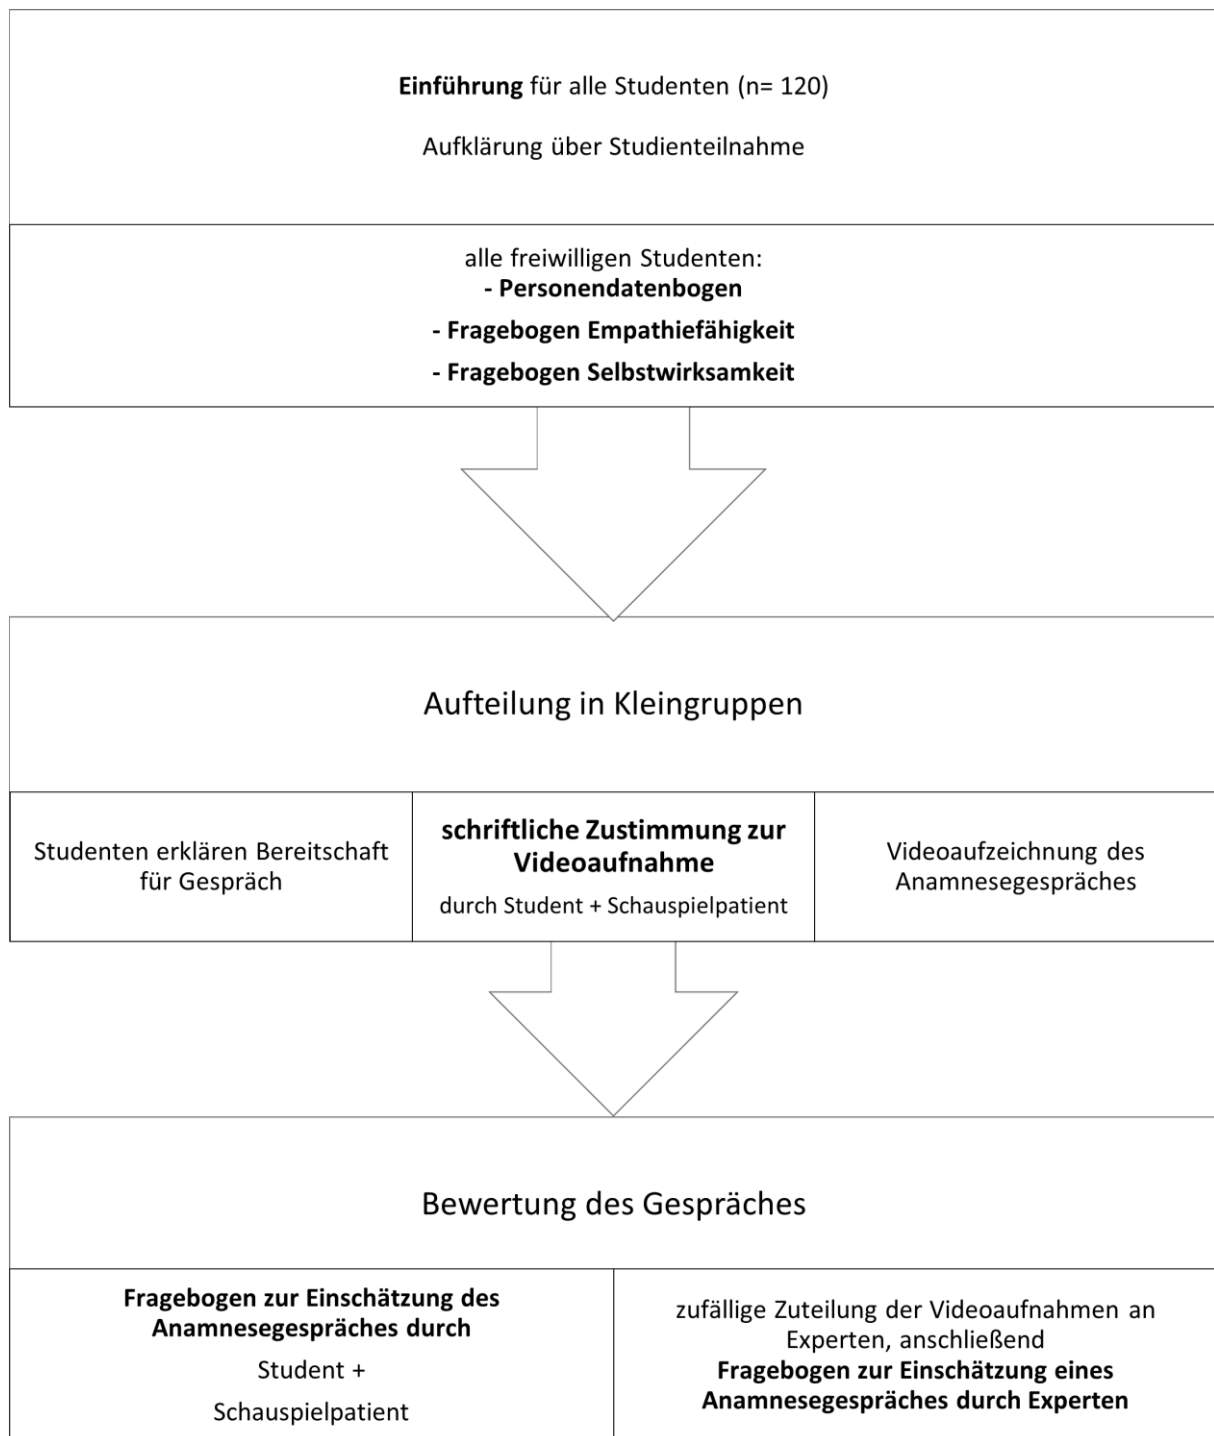 Einführung für alle Studenten (n= 120)
Aufklärung über Studienteilnahme
alle freiwilligen Studenten:
- Personendatenbogen
- Fragebogen Empathiefähigkeit
- Fragebogen Selbstwirksamkeit
Aufteilung in Kleingruppen
Studenten erklären Bereitschaft
für Gespräch
schriftliche Zustimmung zur
Videoaufnahme
durch Student + Schauspielpatient
Videoaufzeichnung des
Anamnesegespräches
Bewertung des Gespräches
Fragebogen zur Einschätzung des
Anamnesegespräches durch
Student +
Schauspielpatient
zufällige Zuteilung der Videoaufnahmen an
Experten, anschließend
Fragebogen zur Einschätzung eines
Anamnesegespräches durch Experten